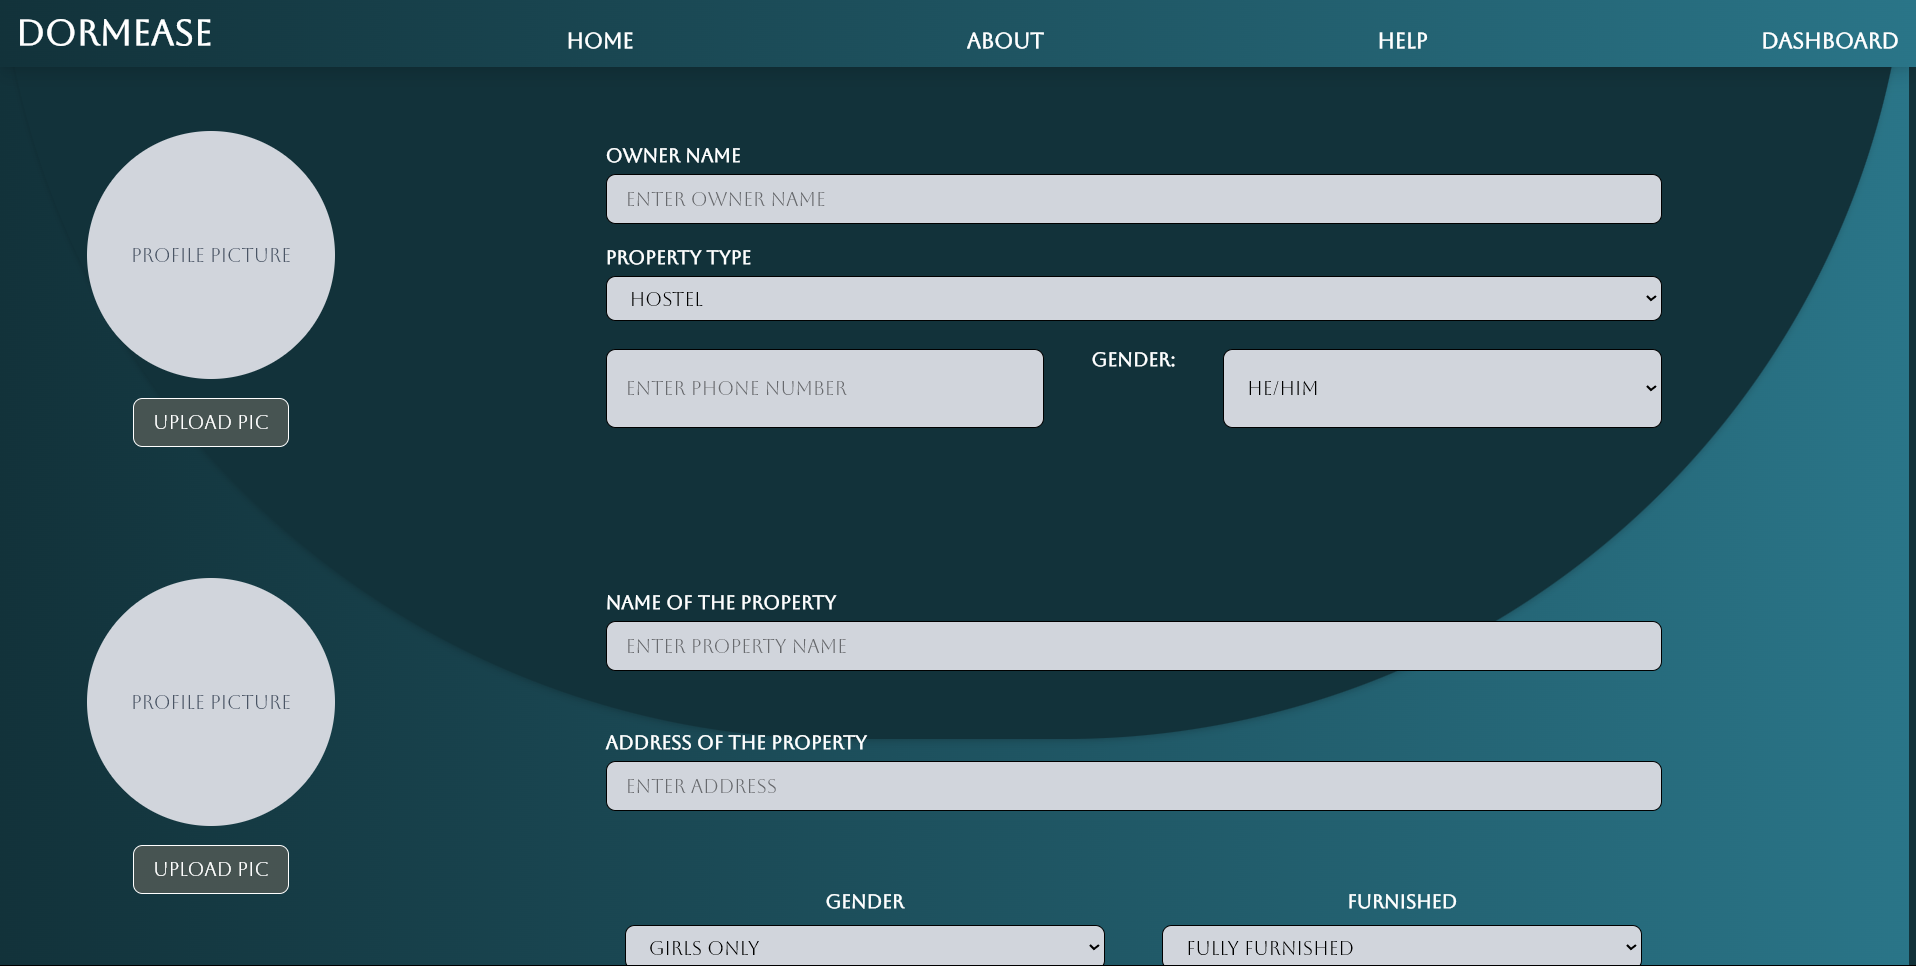 DORMEASE
HOME
ABOUT
HELP
DASHBOARD
PROFILE PICTURE
UPLOAD PIC
OWNER NAME
ENTER OWNER NAME
PROPERTY TYPE
HOSTEL
ENTER PHONE NUMBER
GENDER:
HE/HIM
PROFILE PICTURE
UPLOAD PIC
NAME OF THE PROPERTY
ENTER PROPERTY NAME
ADDRESS OF THE PROPERTY
ENTER ADDRESS
GENDER
FURNISHED
GIRLS ONLY
FULLY FURNISHED